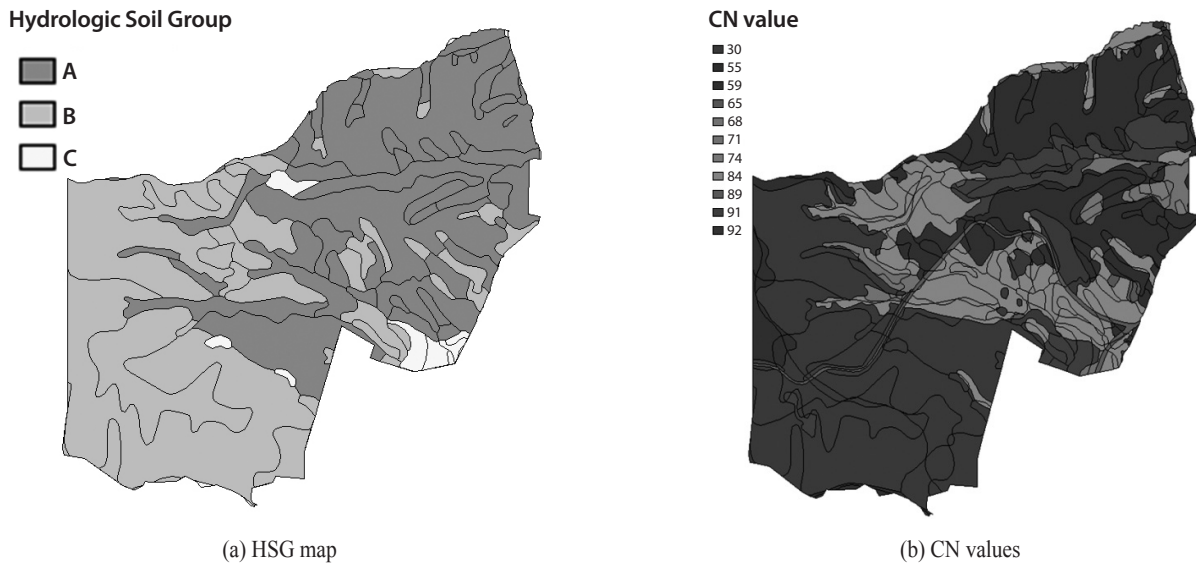 Hydrologic Soil Group
A
B
C
CN value
30
55
59
65
68
71
74
84
89
91
92
(a) HSG map
(b) CN values